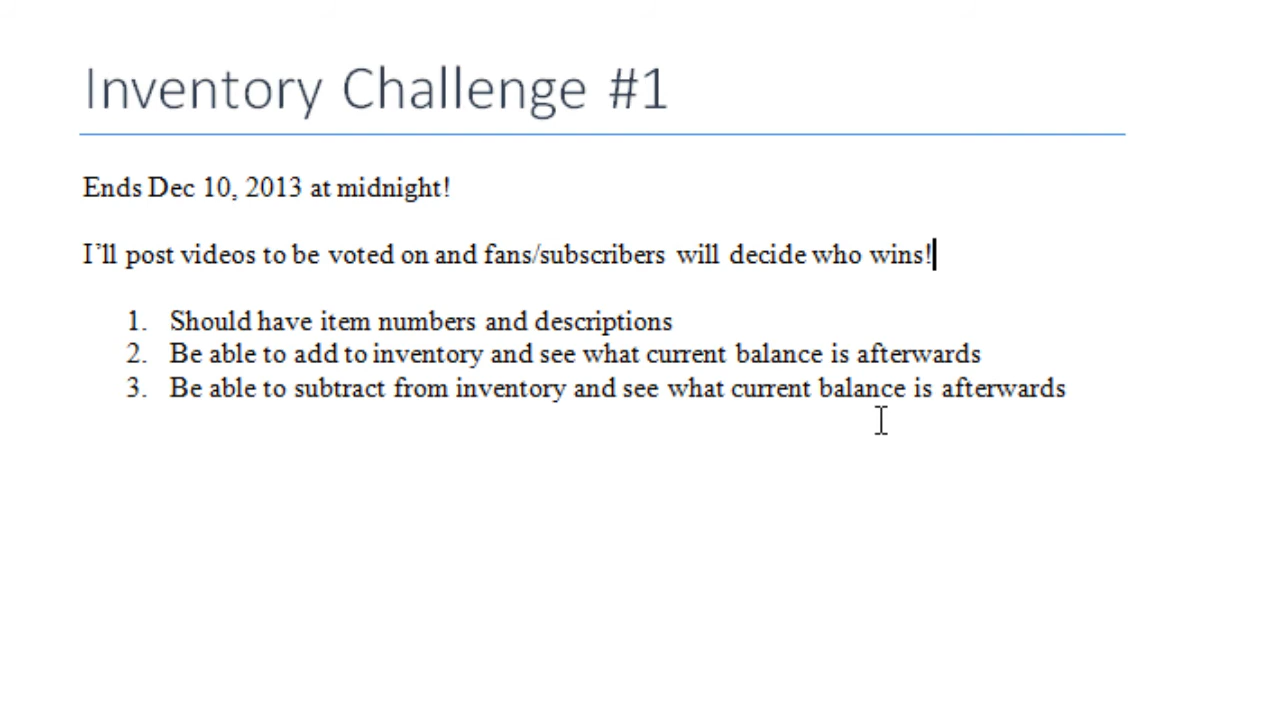 Inventory Challenge #1
Ends Dec 10, 2013 at midnight!
I’ll post videos to be voted on and fans/subscribers will decide who wins!
1. Should have item numbers and descriptions
2. Be able to add to inventory and see what current balance is afterwards
3. Be able to subtract from inventory and see what current balance is afterwards